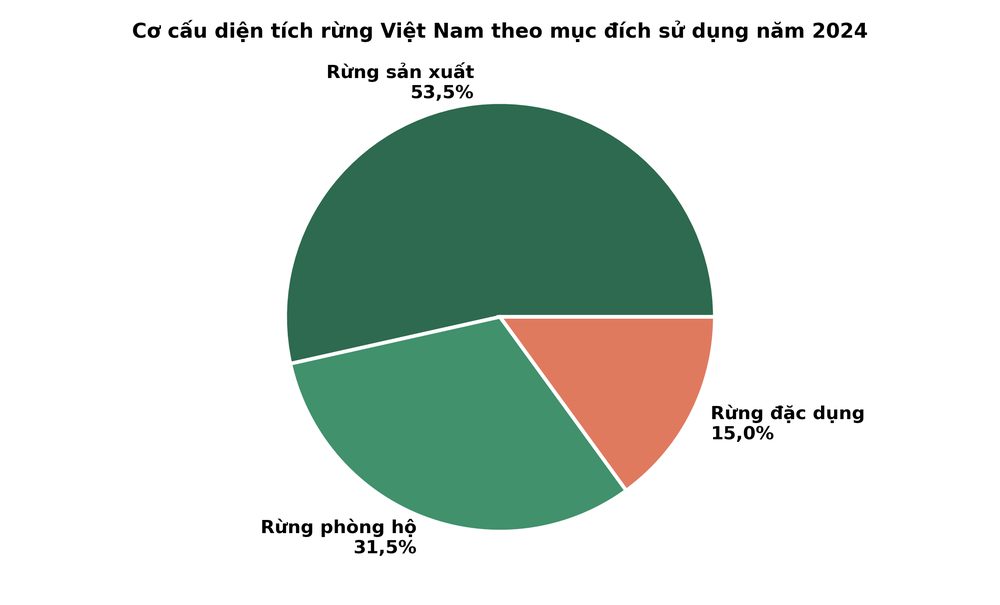 Cơ cấu diện tích rừng Việt Nam theo mục đích sử dụng năm 2024
Rừng sản xuất
53,5%
Rừng đặc dụng
15,0%
Rừng phòng hộ
31,5%